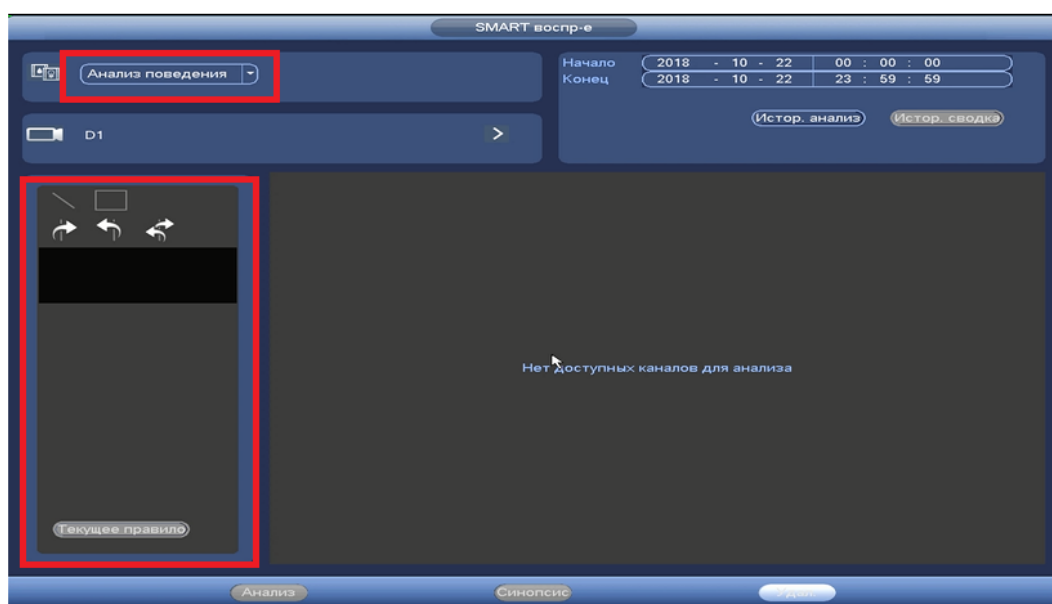 SMART воспр-е
Анализ поведения
Начало 2018 - 10 - 22 00 : 00 : 00
Конец 2018 - 10 - 22 23 : 59 : 59
Истор. анализ Истор. сводка
D1
Нет доступных каналов для анализа
Текущее правило
Анализ Синопсис Удал.